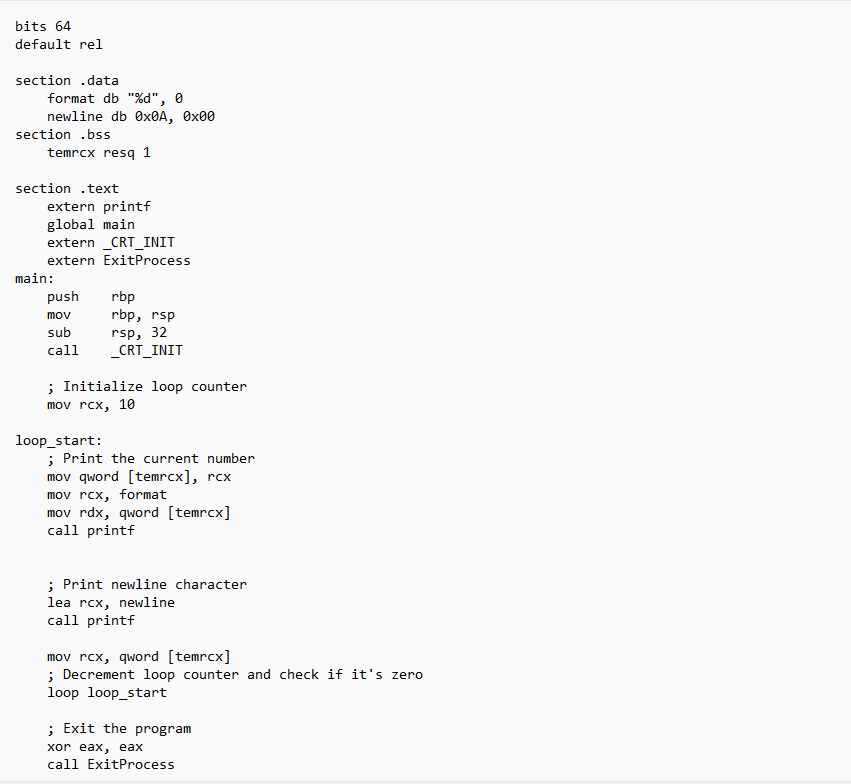 bits 64
default rel

section .data
    format db "%d", 0
    newline db 0x0A, 0x00
section .bss
    temrcx resq 1

section .text
    extern printf
    global main
    extern _CRT_INIT
    extern ExitProcess
main:
    push    rbp
    mov     rbp, rsp
    sub     rsp, 32
    call    _CRT_INIT

    ; Initialize loop counter
    mov rcx, 10

loop_start:
    ; Print the current number
    mov qword [temrcx], rcx
    mov rcx, format
    mov rdx, qword [temrcx]
    call printf


    ; Print newline character
    lea rcx, newline
    call printf

    mov rcx, qword [temrcx]
    ; Decrement loop counter and check if it's zero
    loop loop_start

    ; Exit the program
    xor eax, eax
    call ExitProcess